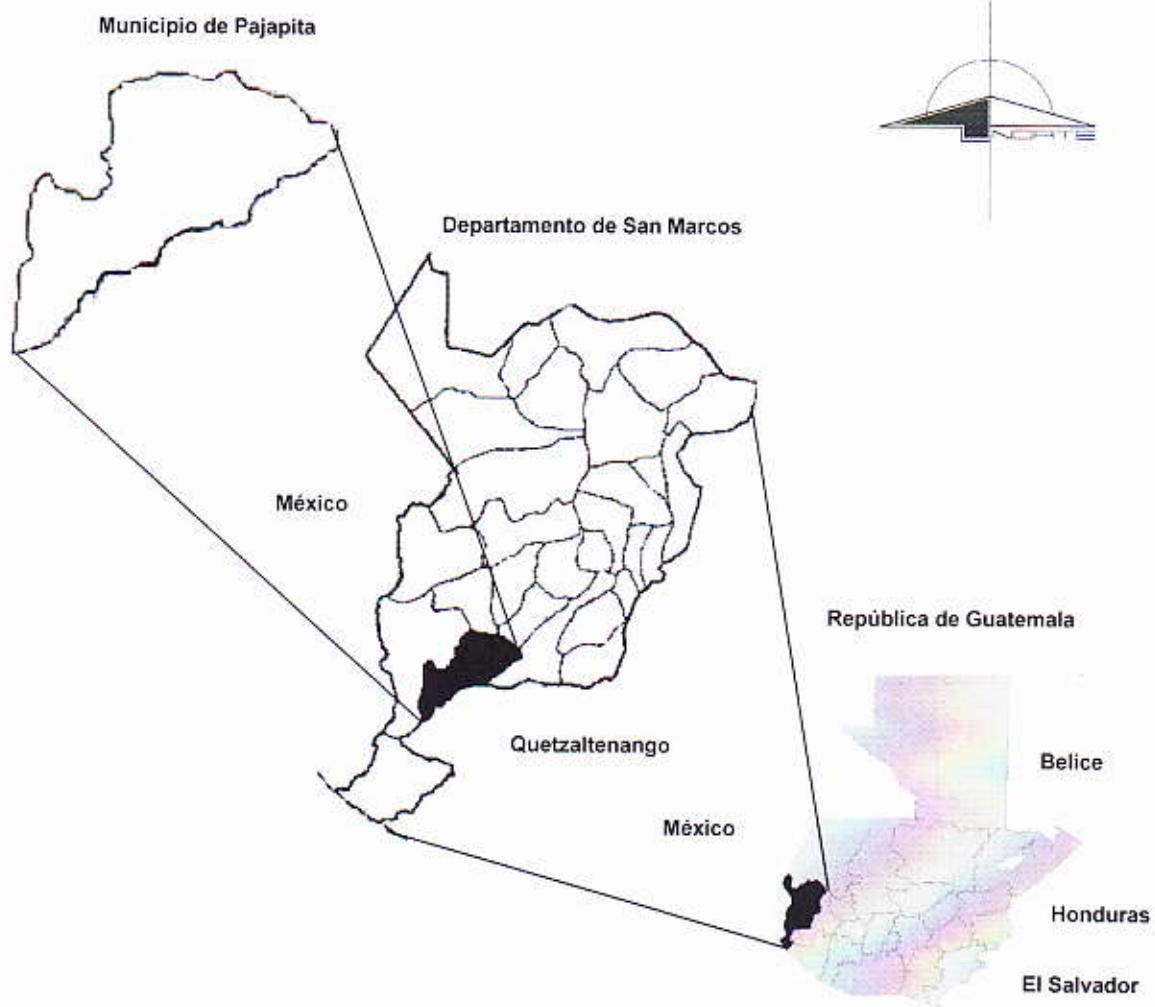 Municipio de Pajapita
Departamento de San Marcos
México
República de Guatemala
Quetzaltenango
Belice
México
Honduras
El Salvador